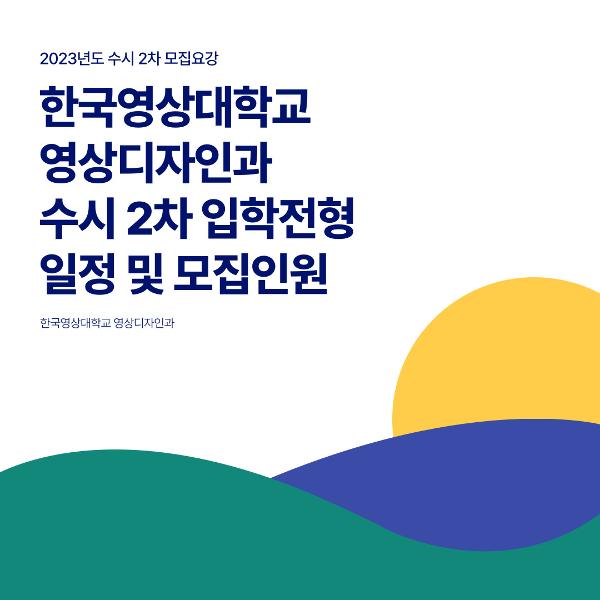 2023년도 수시 2차 모집요강
한국영상대학교
영상디자인과
수시 2차 입학전형
일정 및 모집인원
한국영상대학교 영상디자인과